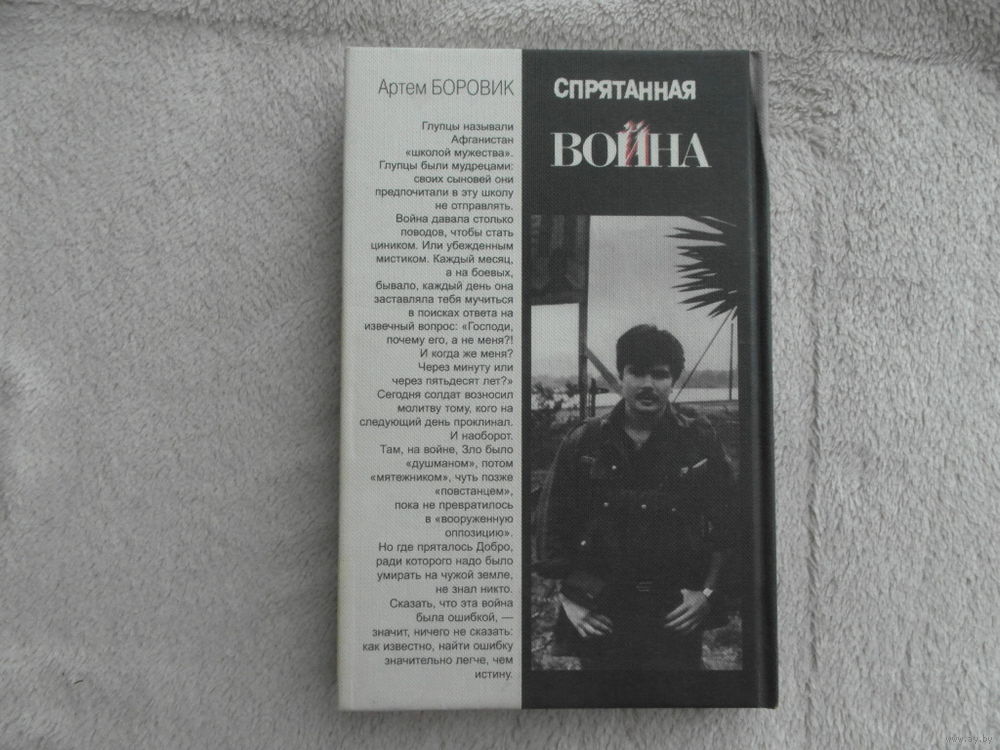 Артем БОРОВИК
СПРЯТАННАЯ
ВОЙНА
Глупцы называли
Афганистан
«школой мужества».
Глупцы были мудрецами:
своих сыновей они
предпочитали в эту школу
не отправлять.
Война давала столько
поводов, чтобы стать
циником. Или убежденным
мистиком. Каждый месяц,
а на боевых,
бывало, каждый день она
заставляла тебя мучиться
в поисках ответа на
извечный вопрос: «Господи,
почему его, а не меня?!
И когда же меня?
Через минуту или
через пятьдесят лет?»
Сегодня солдат возносил
молитву тому, кого на
следующий день проклинал.
И наоборот.
Там, на войне, Зло было
«душманом», потом
«мятежником», чуть позже
«повстанцем»,
пока не превратилось
в «вооруженную
оппозицию».
Но где пряталось Добро,
ради которого надо было
умирать на чужой земле,
не знал никто.
Сказать, что эта война
была ошибкой, —
значит, ничего не сказать:
как известно, найти ошибку
значительно легче, чем
истину.
www.ay.by